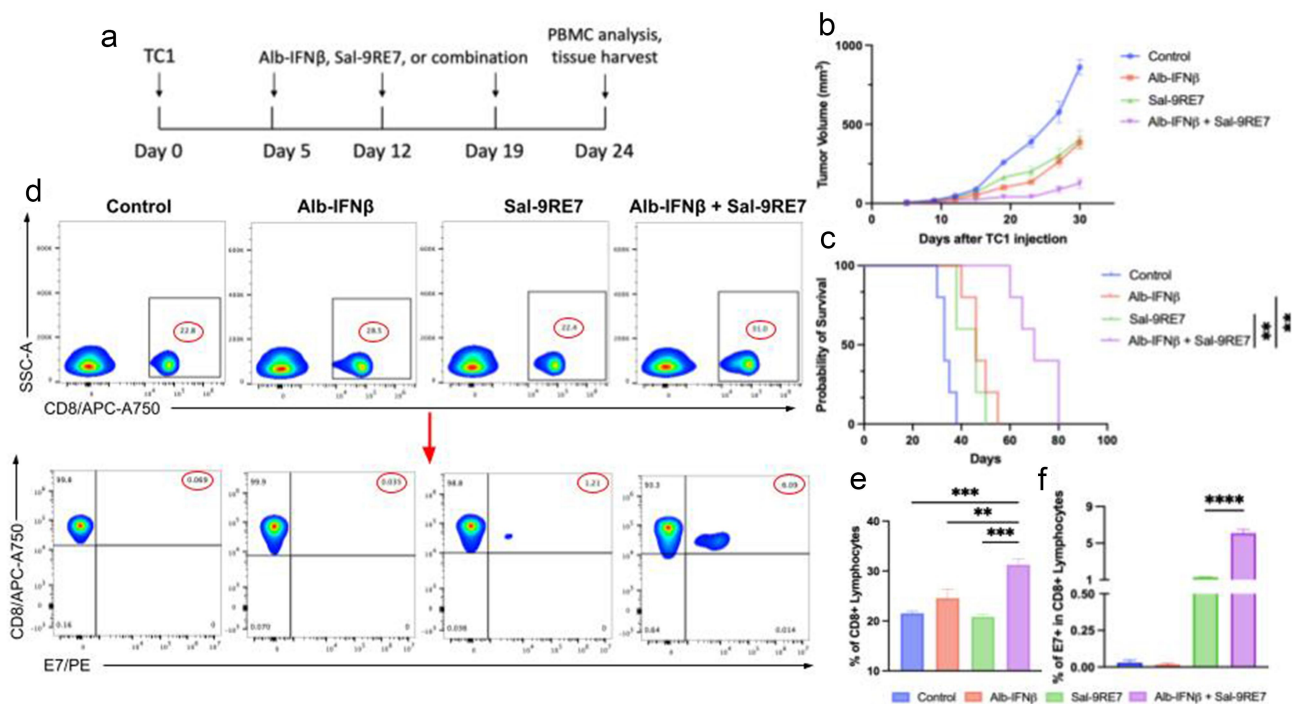 a
TC1
Alb-IFNβ, Sal-9RE7, or combination
PBMC analysis,
tissue harvest
Day 0
Day 5
Day 12
Day 19
Day 24
b
1000
500
0
Tumor Volume (mm³)
0
10
20
30
Days after TC1 injection
Control
Alb-IFNβ
Sal-9RE7
Alb-IFNβ + Sal-9RE7
c
100
50
0
Probability of Survival
0
20
40
60
80
100
Days
Control
Alb-IFNβ
Sal-9RE7
Alb-IFNβ + Sal-9RE7
**
**
d
Control
Alb-IFNβ
Sal-9RE7
Alb-IFNβ + Sal-9RE7
SSC-A
22.8
28.5
22.4
31.0
CD8/APC-A750
CD8/APC-A750
0.069
99.9
0.035
98.8
1.21
93.3
6.09
0.16
0
0.070
0
0.038
0
0.64
0.014
E7/PE
e
% of CD8+ Lymphocytes
40
30
20
10
***
**
***
f
% of E7+ in CD8+ Lymphocytes
9
5
1
0.50
0.25
0.00
****
Control
Alb-IFNβ
Sal-9RE7
Alb-IFNβ + Sal-9RE7